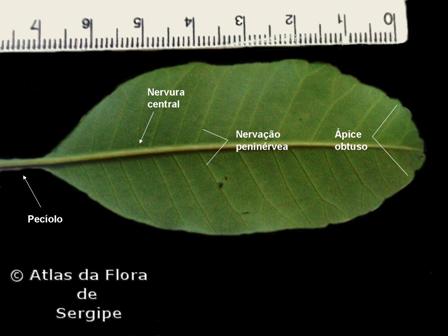 7 6 5 4 3 2 1 0
Nervura
central
Nervação
peninérvea
Ápice
obtuso
Pecíolo
© Atlas da Flora
de
Sergipe